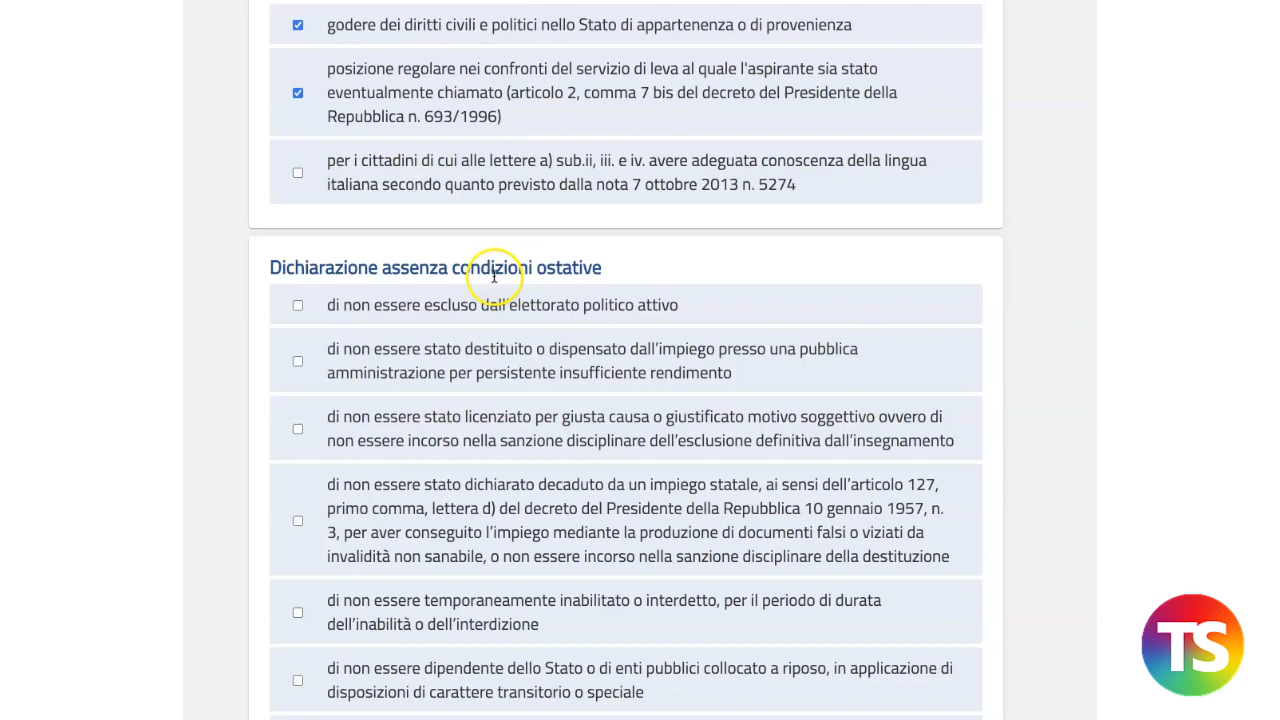 godere dei diritti civili e politici nello Stato di appartenenza o di provenienza
posizione regolare nei confronti del servizio di leva al quale l'aspirante sia stato
eventualmente chiamato (articolo 2, comma 7 bis del decreto del Presidente della
Repubblica n. 693/1996)
per i cittadini di cui alle lettere a) sub.ii, iii. e iv. avere adeguata conoscenza della lingua
italiana secondo quanto previsto dalla nota 7 ottobre 2013 n. 5274
Dichiarazione assenza condizioni ostative
di non essere escluso dall'elettorato politico attivo
di non essere stato destituito o dispensato dall’impiego presso una pubblica
amministrazione per persistente insufficiente rendimento
di non essere stato licenziato per giusta causa o giustificato motivo soggettivo ovvero di
non essere incorso nella sanzione disciplinare dell’esclusione definitiva dall’insegnamento
di non essere stato dichiarato decaduto da un impiego statale, ai sensi dell’articolo 127,
primo comma, lettera d) del decreto del Presidente della Repubblica 10 gennaio 1957, n.
3, per aver conseguito l’impiego mediante la produzione di documenti falsi o viziati da
invalidità non sanabile, o non essere incorso nella sanzione disciplinare della destituzione
di non essere temporaneamente inabilitato o interdetto, per il periodo di durata
dell’inabilità o dell’interdizione
di non essere dipendente dello Stato o di enti pubblici collocato a riposo, in applicazione di
disposizioni di carattere transitorio o speciale
TS